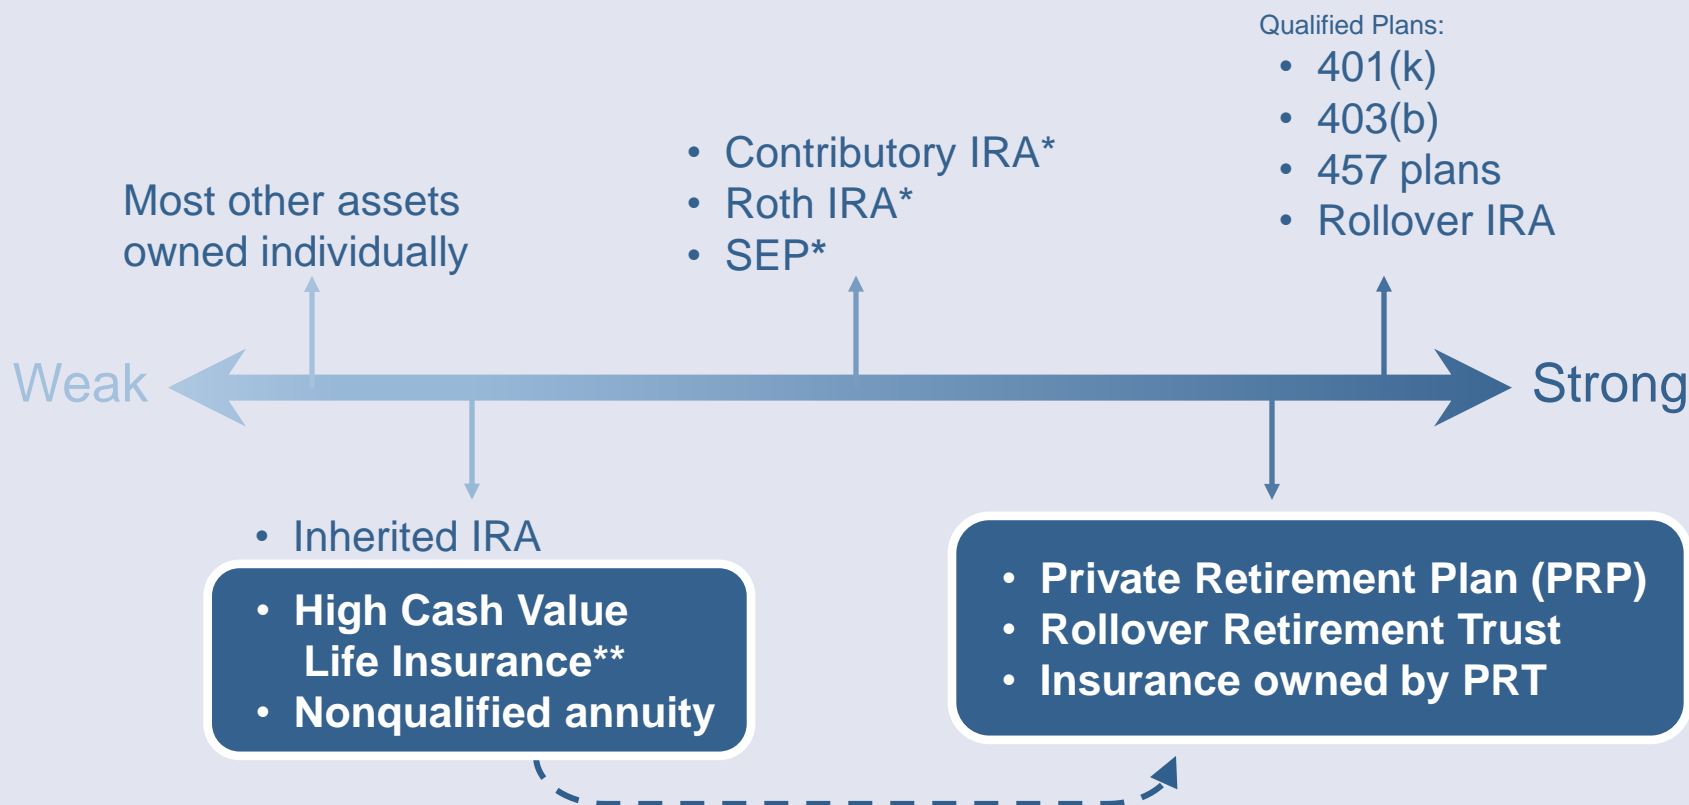 Qualified Plans:
• 401(k)
• 403(b)
• 457 plans
• Rollover IRA
• Contributory IRA*
• Roth IRA*
• SEP*
Most other assets
owned individually
Weak
Strong
• Inherited IRA
• High Cash Value
Life Insurance**
• Nonqualified annuity
• Private Retirement Plan (PRP)
• Rollover Retirement Trust
• Insurance owned by PRT